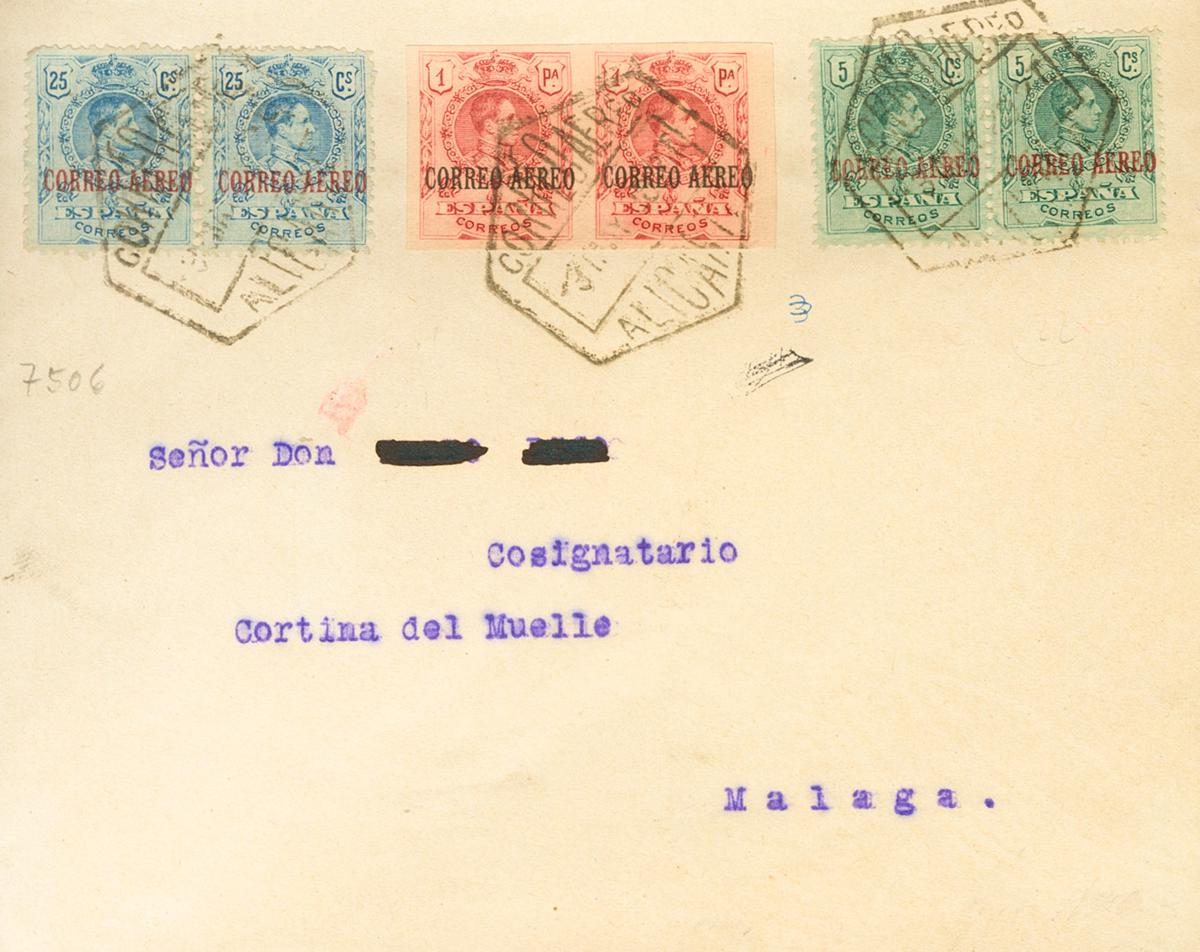 25 Cs 25 Cs
CORREO AEREO CORREO AEREO
ESPAÑA ESPAÑA
CORREOS CORREOS
1 PA 1 PA
CORREO AEREO CORREO AEREO
ESPAÑA ESPAÑA
CORREOS CORREOS
5 Cs 5 Cs
CORREO AEREO CORREO AEREO
ESPAÑA ESPAÑA
CORREOS CORREOS
3
7506
Señor Don
Cosignatario
Cortina del Muelle
Malaga.